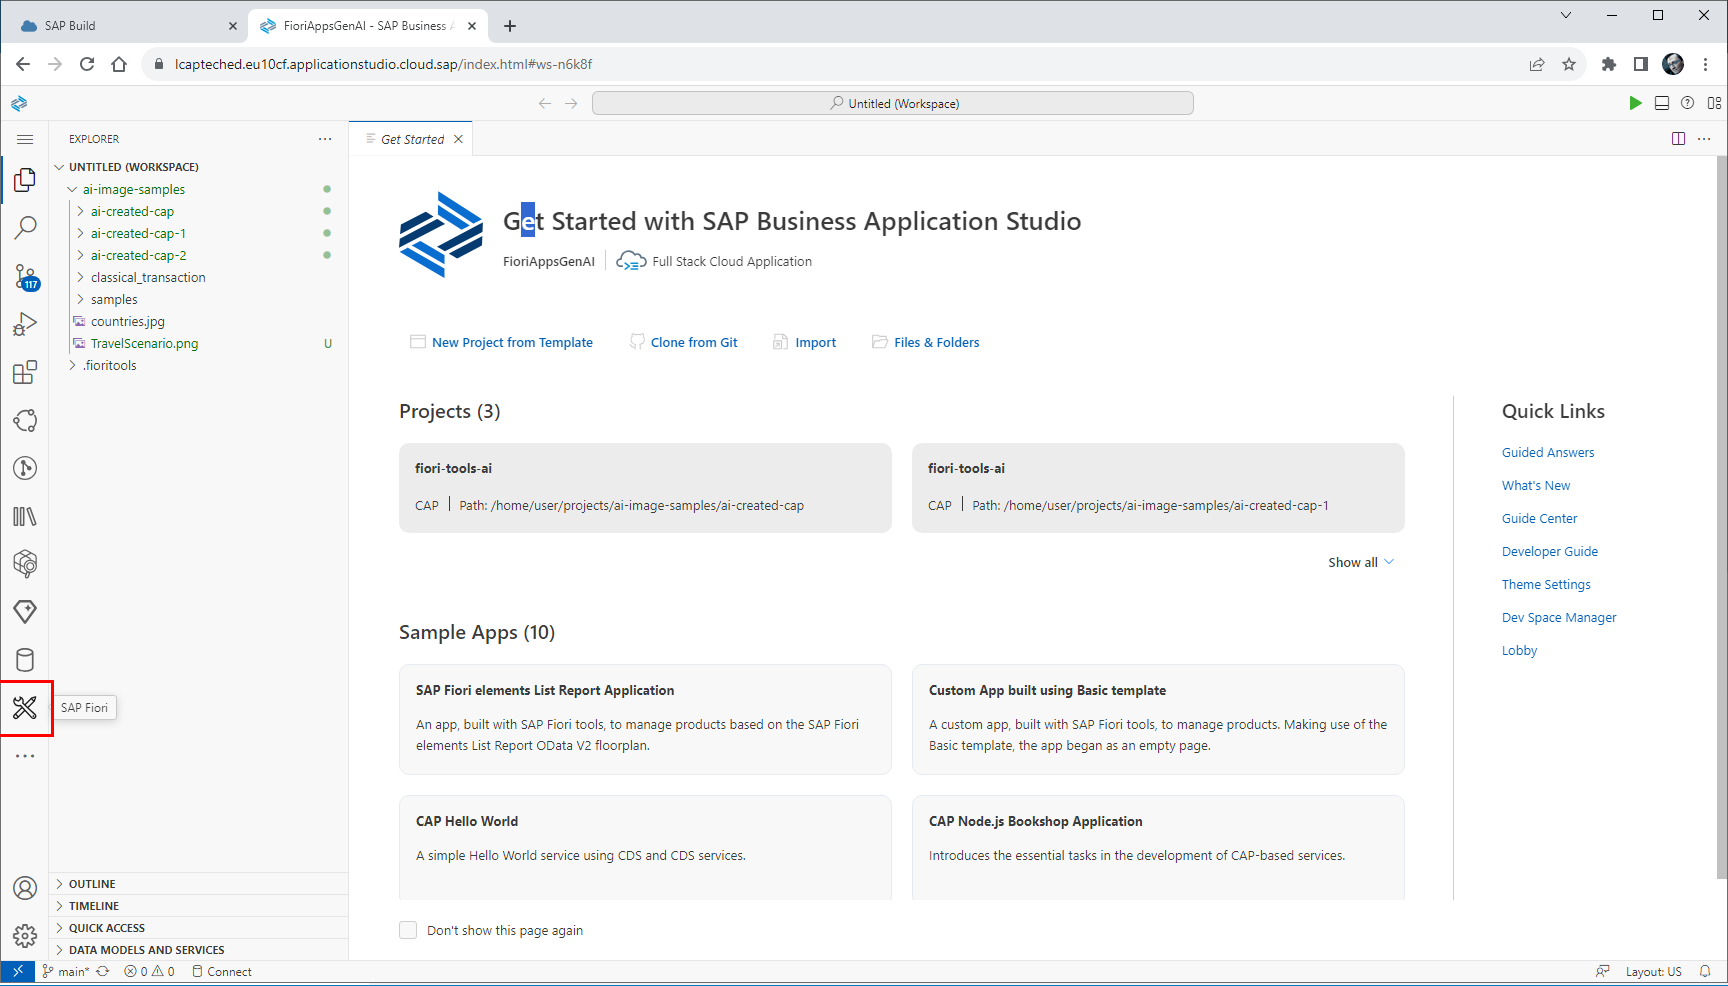 SAP Build
FioriAppsGenAI - SAP Business A
lcapteched.eu10cf.applicationstudio.cloud.sap/index.html#ws-n6k8f
Untitled (Workspace)
EXPLORER
Get Started
UNTITLED (WORKSPACE)
ai-image-samples
ai-created-cap
ai-created-cap-1
ai-created-cap-2
classical_transaction
samples
countries.jpg
TravelScenario.png U
.fioritools
117
SAP Fiori
OUTLINE
TIMELINE
QUICK ACCESS
DATA MODELS AND SERVICES
Get Started with SAP Business Application Studio
FioriAppsGenAI Full Stack Cloud Application
New Project from Template Clone from Git Import Files & Folders
Projects (3)
fiori-tools-ai
CAP Path: /home/user/projects/ai-image-samples/ai-created-cap
fiori-tools-ai
CAP Path: /home/user/projects/ai-image-samples/ai-created-cap-1
Show all
Sample Apps (10)
SAP Fiori elements List Report Application
An app, built with SAP Fiori tools, to manage products based on the SAP Fiori
elements List Report OData V2 floorplan.
Custom App built using Basic template
A custom app, built with SAP Fiori tools, to manage products. Making use of the
Basic template, the app began as an empty page.
CAP Hello World
A simple Hello World service using CDS and CDS services.
CAP Node.js Bookshop Application
Introduces the essential tasks in the development of CAP-based services.
Don't show this page again
Quick Links
Guided Answers
What's New
Guide Center
Developer Guide
Theme Settings
Dev Space Manager
Lobby
main* 0 0 Connect
Layout: US